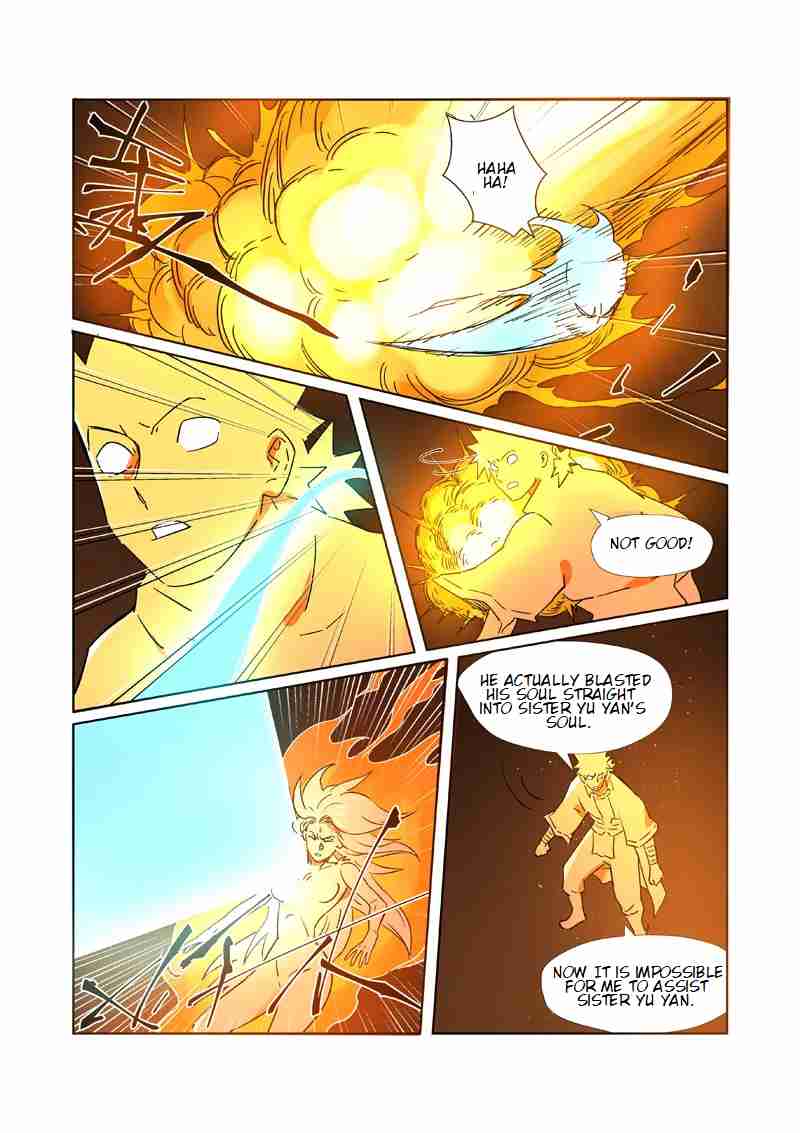 HAHA
HA!
NOT GOOD!
HE ACTUALLY BLASTED
HIS SOUL STRAIGHT
INTO SISTER YU YAN'S
SOUL.
NOW IT IS IMPOSSIBLE
FOR ME TO ASSIST
SISTER YU YAN.